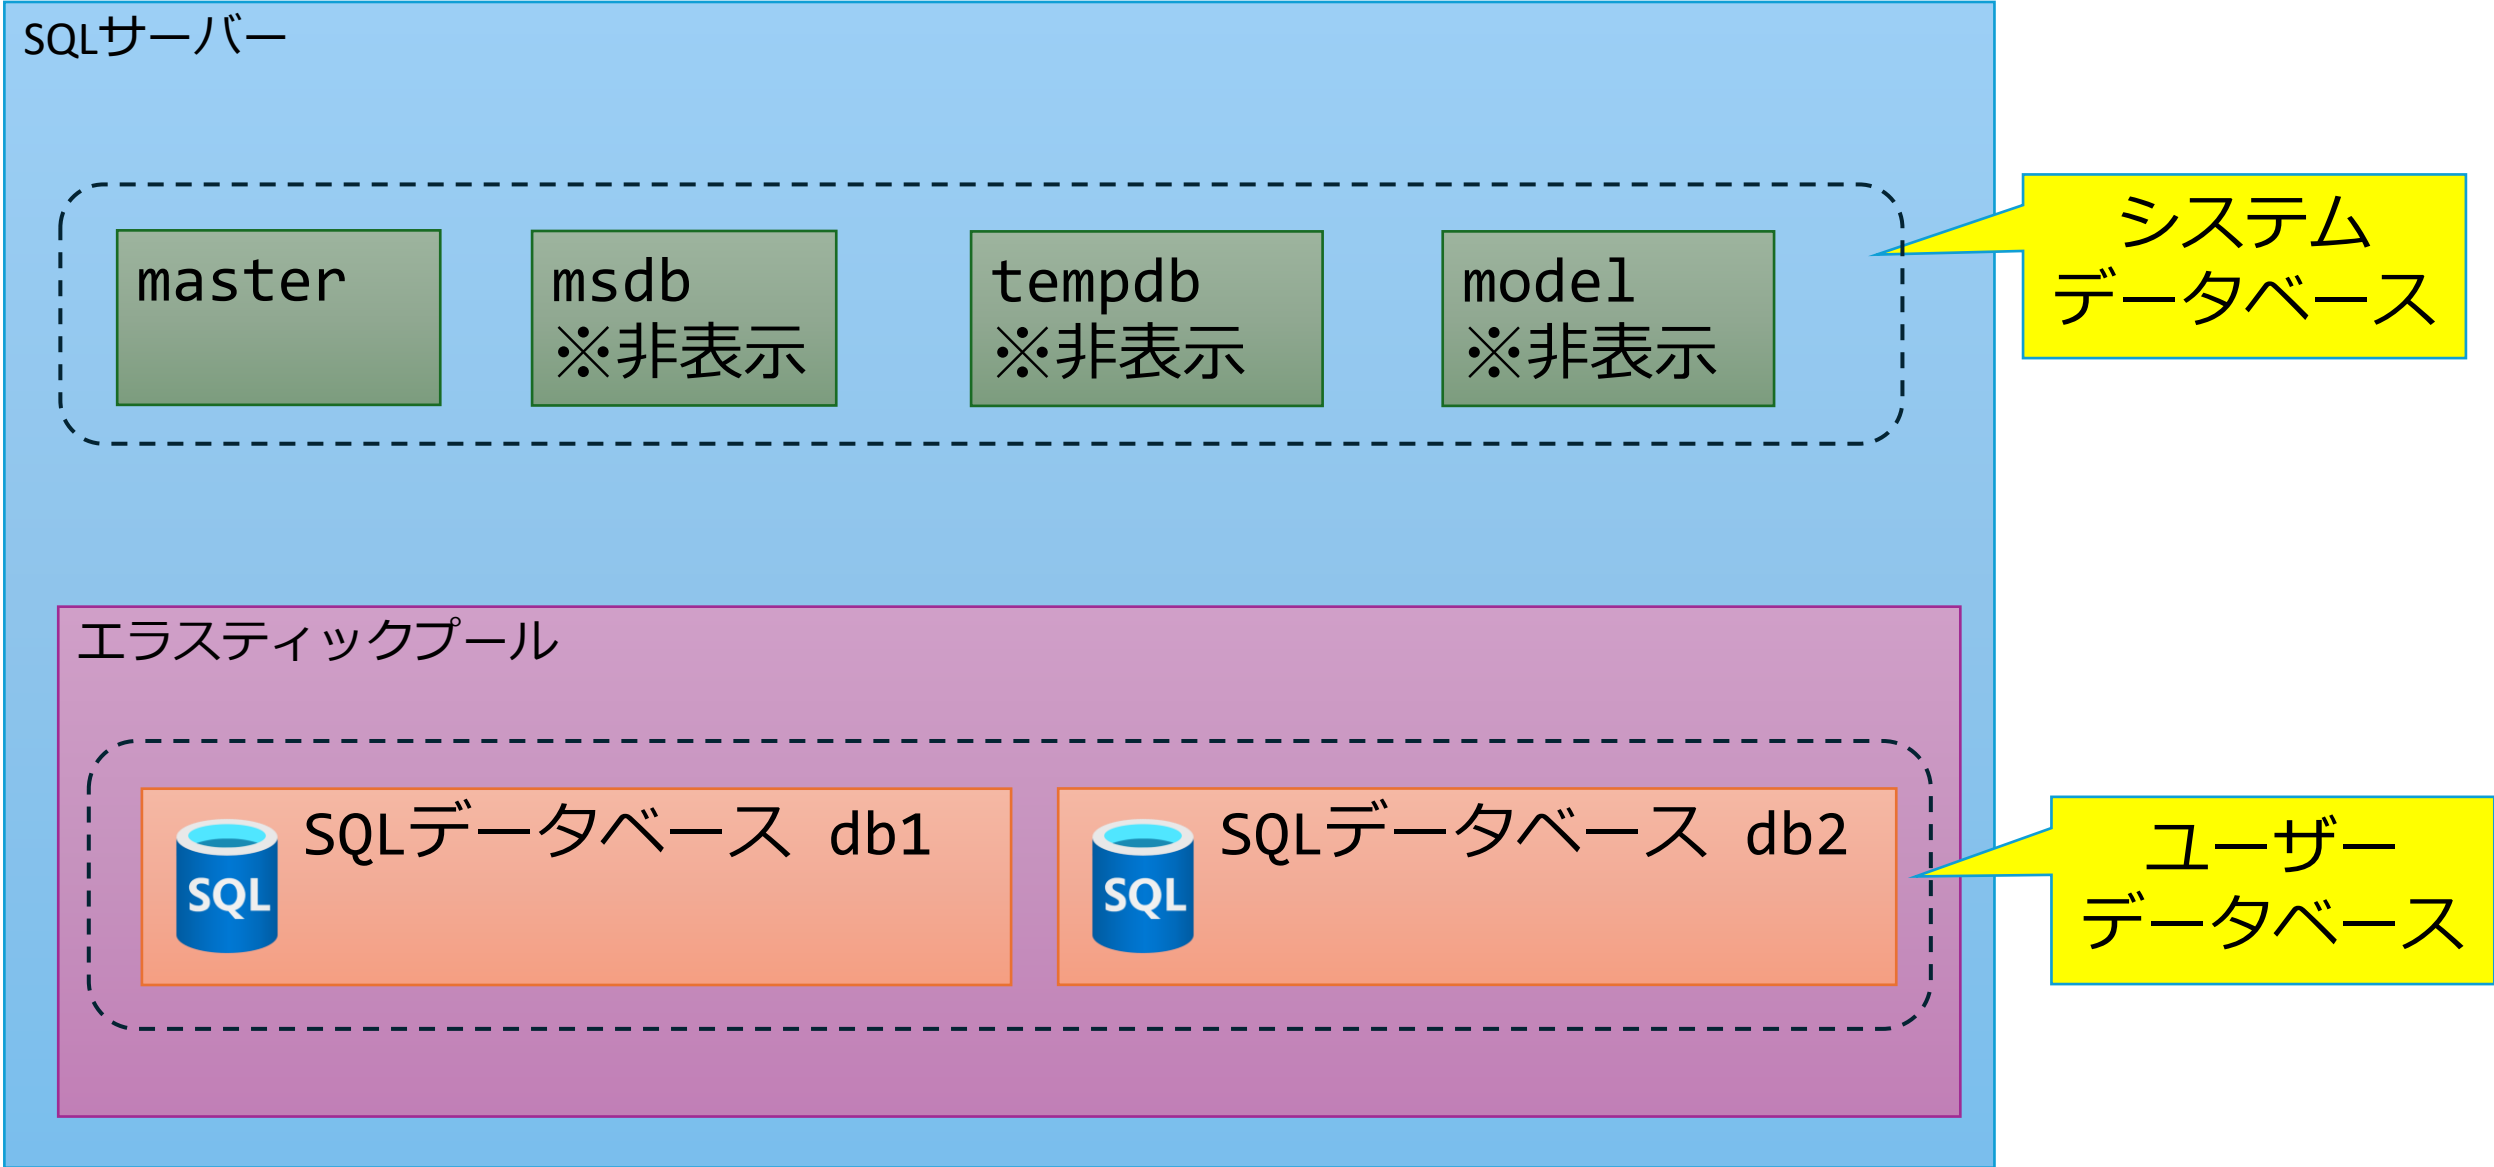 SQLサーバー
master
msdb
※非表示
tempdb
※非表示
model
※非表示
システム
データベース
エラスティックプール
SQL
SQLデータベース db1
SQL
SQLデータベース db2
ユーザー
データベース